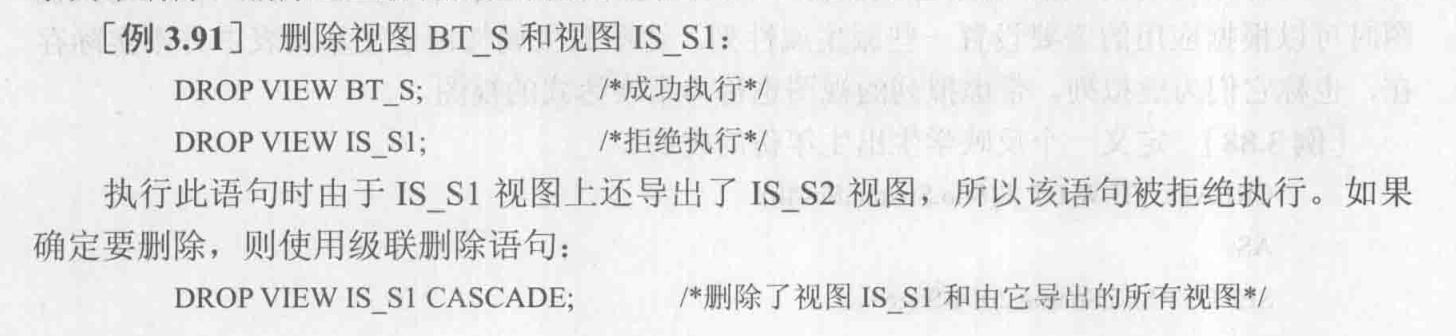 ［例 3.91］ 删除视图 BT_S 和视图 IS_S1：
DROP VIEW BT_S; /*成功执行*/
DROP VIEW IS_S1; /*拒绝执行*/
执行此语句时由于 IS_S1 视图上还导出了 IS_S2 视图，所以该语句被拒绝执行。如果
确定要删除，则使用级联删除语句：
DROP VIEW IS_S1 CASCADE; /*删除了视图 IS_S1 和由它导出的所有视图*/